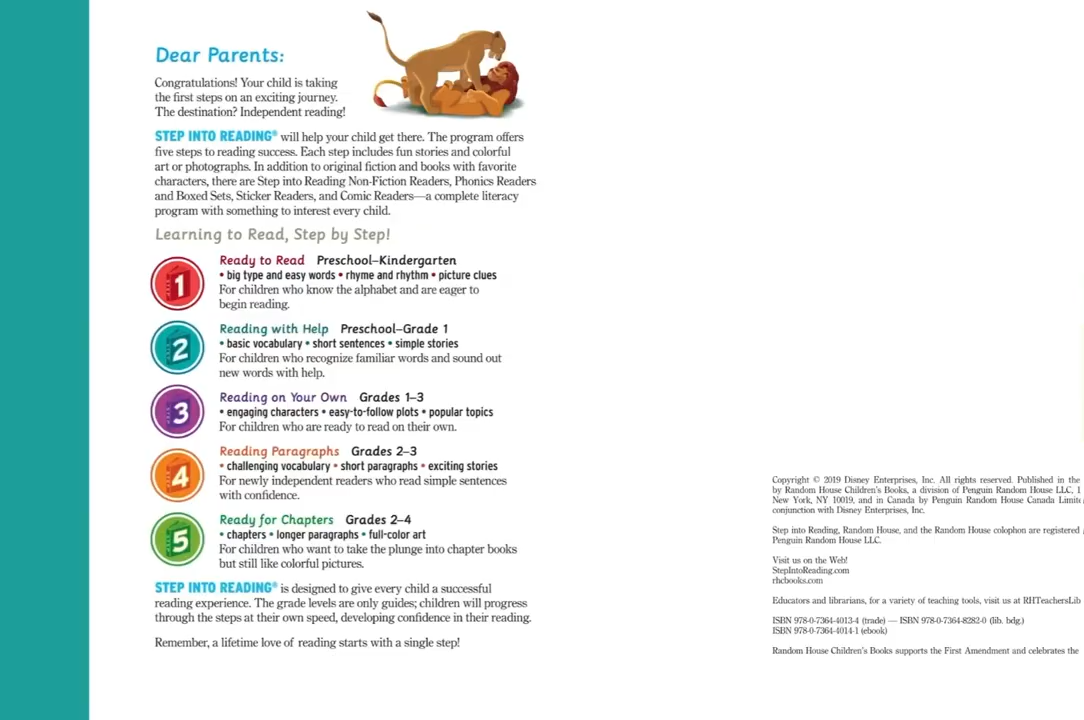 Dear Parents:
Congratulations! Your child is taking
the first steps on an exciting journey.
The destination? Independent reading!
STEP INTO READING® will help your child get there. The program offers
five steps to reading success. Each step includes fun stories and colorful
art or photographs. In addition to original fiction and books with favorite
characters, there are Step into Reading Non-Fiction Readers, Phonics Readers
and Boxed Sets, Sticker Readers, and Comic Readers—a complete literacy
program with something to interest every child.
Learning to Read, Step by Step!
1
Ready to Read Preschool–Kindergarten
• big type and easy words • rhyme and rhythm • picture clues
For children who know the alphabet and are eager to
begin reading.
2
Reading with Help Preschool–Grade 1
• basic vocabulary • short sentences • simple stories
For children who recognize familiar words and sound out
new words with help.
3
Reading on Your Own Grades 1–3
• engaging characters • easy-to-follow plots • popular topics
For children who are ready to read on their own.
4
Reading Paragraphs Grades 2–3
• challenging vocabulary • short paragraphs • exciting stories
For newly independent readers who read simple sentences
with confidence.
5
Ready for Chapters Grades 2–4
• chapters • longer paragraphs • full-color art
For children who want to take the plunge into chapter books
but still like colorful pictures.
STEP INTO READING® is designed to give every child a successful
reading experience. The grade levels are only guides; children will progress
through the steps at their own speed, developing confidence in their reading.
Remember, a lifetime love of reading starts with a single step!
Copyright © 2019 Disney Enterprises, Inc. All rights reserved. Published in the
by Random House Children's Books, a division of Penguin Random House LLC, 1
New York, NY 10019, and in Canada by Penguin Random House Canada
conjunction with Disney Enterprises, Inc.
Step into Reading, Random House, and the Random House colophon are registered
Penguin Random House LLC.
Visit us on the Web!
StepIntoReading.com
rhcbooks.com
Educators and librarians, for a variety of teaching tools, visit us at RHTeachersLib
ISBN 978-0-7364-4013-4 (trade) — ISBN 978-0-7364-8282-0 (lib. bdg.)
ISBN 978-0-7364-4014-1 (ebook)
Random House Children's Books supports the First Amendment and celebrates the